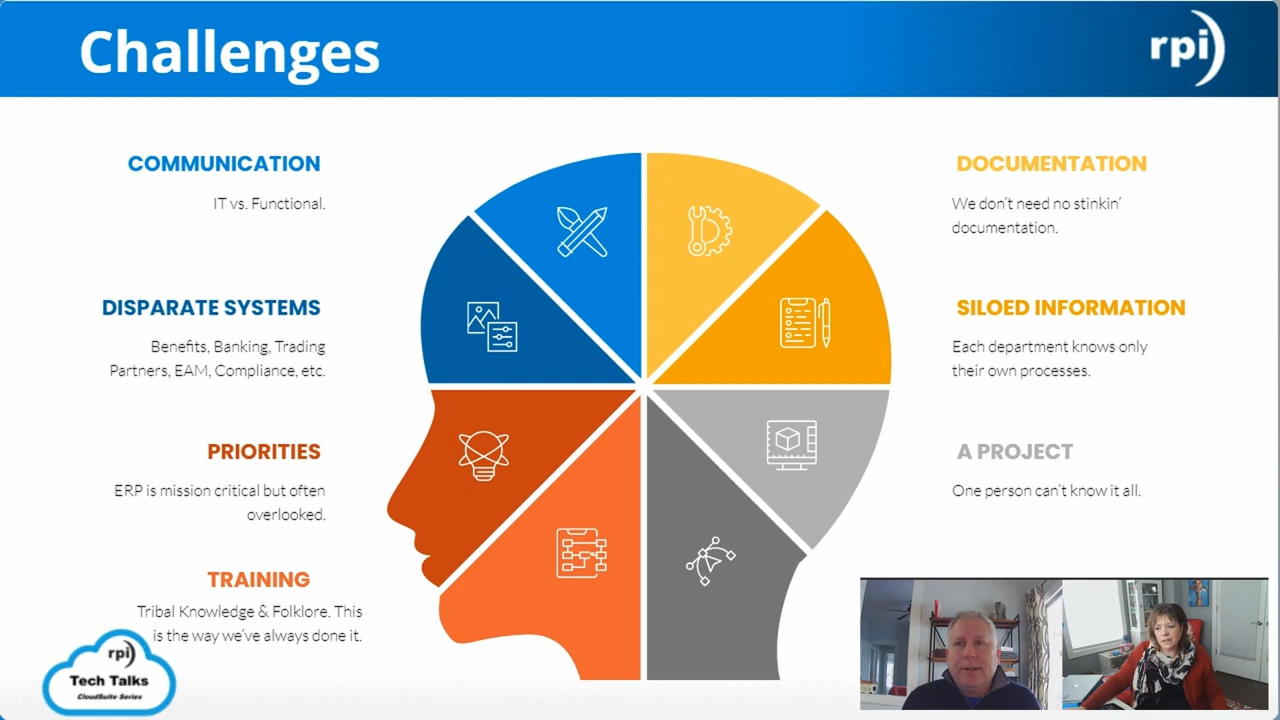 Challenges
rpi
COMMUNICATION
IT vs. Functional.
DISPARATE SYSTEMS
Benefits, Banking, Trading
Partners, EAM, Compliance, etc.
PRIORITIES
ERP is mission critical but often
overlooked.
TRAINING
Tribal Knowledge & Folklore. This
is the way we've always done it.
DOCUMENTATION
We don't need no stinkin'
documentation.
SILOED INFORMATION
Each department knows only
their own processes.
A PROJECT
One person can't know it all.
rpi
Tech Talks
CloudSuite Series